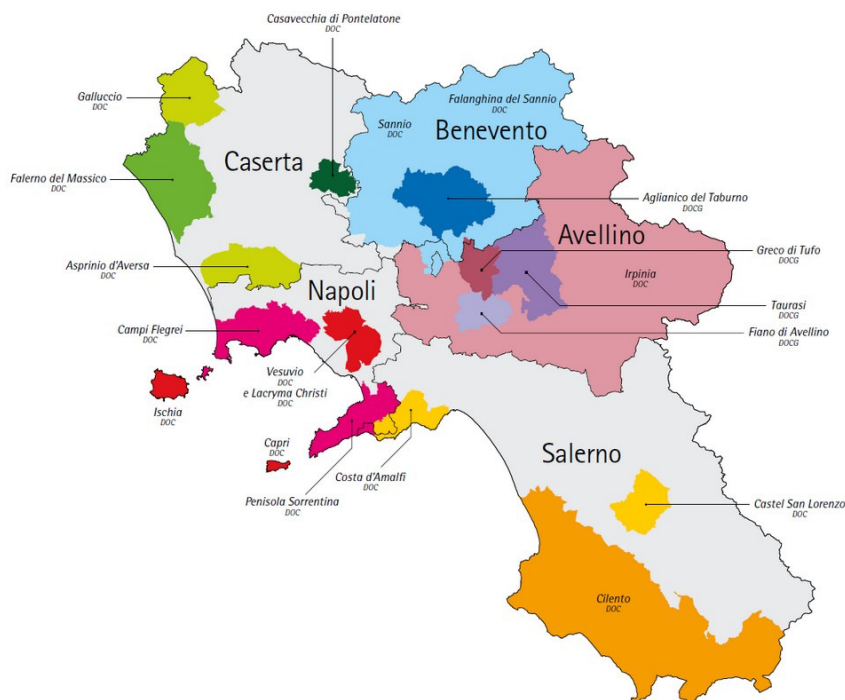 Casavecchia di Pontelatone
DOC
Galluccio
DOC
Falanghina del Sannio
DOC
Sannio
DOC
Benevento
Caserta
Falerno del Massico
DOC
Aglianico del Taburno
DOCG
Avellino
Greco di Tufo
DOCG
Asprinio d'Aversa
DOC
Irpinia
DOC
Napoli
Taurasi
DOCG
Campi Flegrei
DOC
Fiano di Avellino
DOCG
Vesuvio
DOC
e Lacryma Christi
DOC
Ischia
DOC
Capri
DOC
Salerno
Costa d'Amalfi
DOC
Penisola Sorrentina
DOC
Castel San Lorenzo
DOC
Cilento
DOC